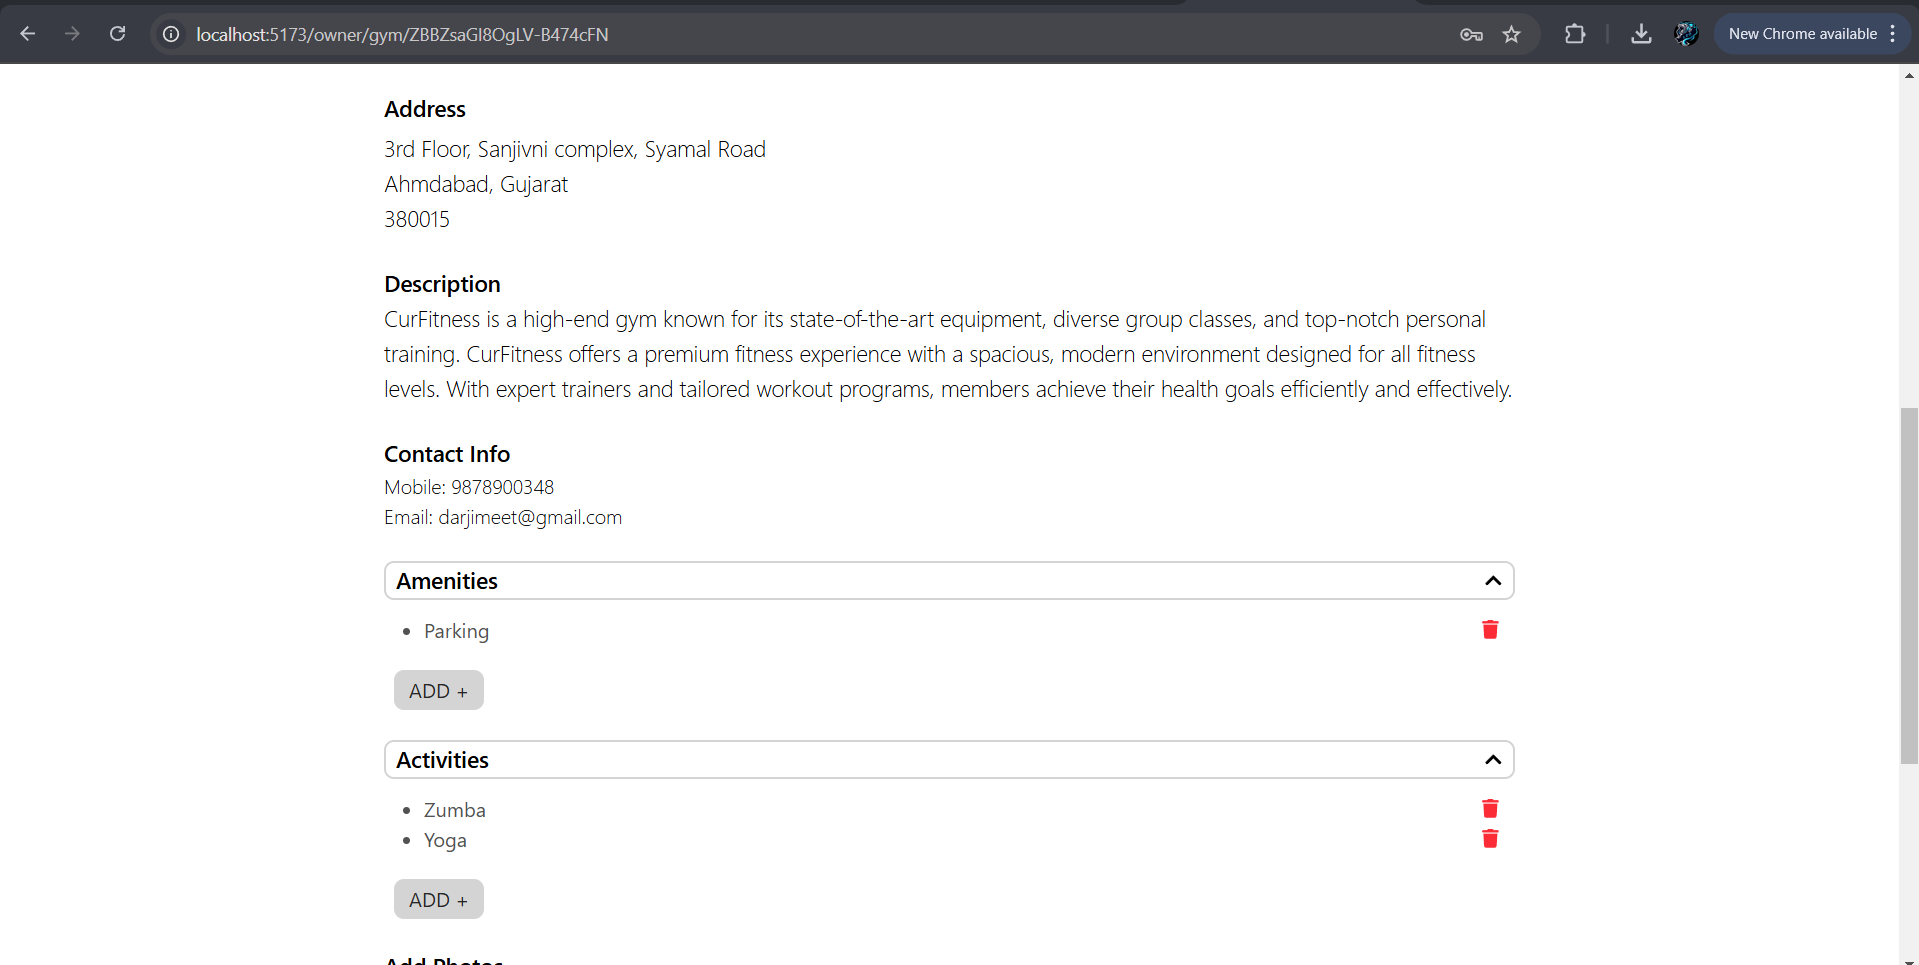 localhost:5173/owner/gym/ZBBZsaGl8OgLV-B474cFN
New Chrome available
Address
3rd Floor, Sanjivni complex, Syamal Road
Ahmdabad, Gujarat
380015
Description
CurFitness is a high-end gym known for its state-of-the-art equipment, diverse group classes, and top-notch personal
training. CurFitness offers a premium fitness experience with a spacious, modern environment designed for all fitness
levels. With expert trainers and tailored workout programs, members achieve their health goals efficiently and effectively.
Contact Info
Mobile: 9878900348
Email: darjimeet@gmail.com
Amenities
• Parking
ADD +
Activities
• Zumba
• Yoga
ADD +
Add Photos